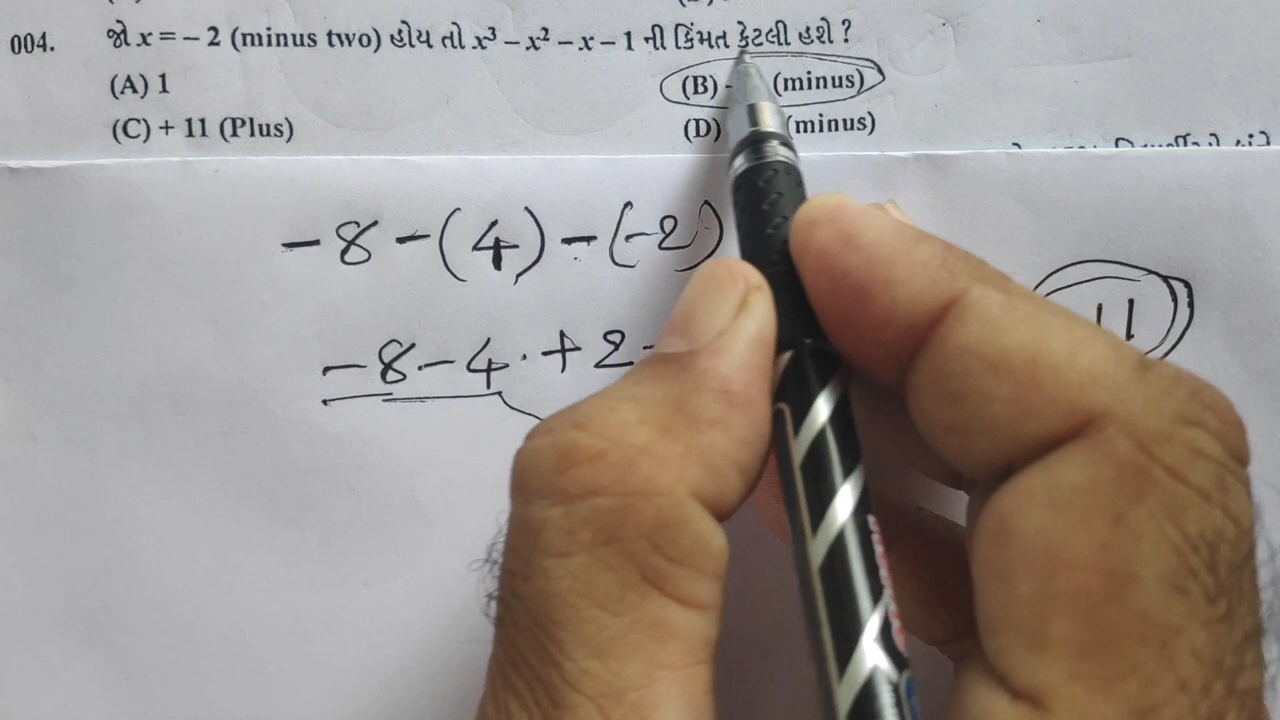 004. જો x = – 2 (minus two) હોય તો x³ – x² – x – 1 ની કિંમત કેટલી હશે ?
(A) 1 (B) - (minus)
(C) + 11 (Plus) (D) (minus)
-8-(4)-(-2)
-8-4+2-
11